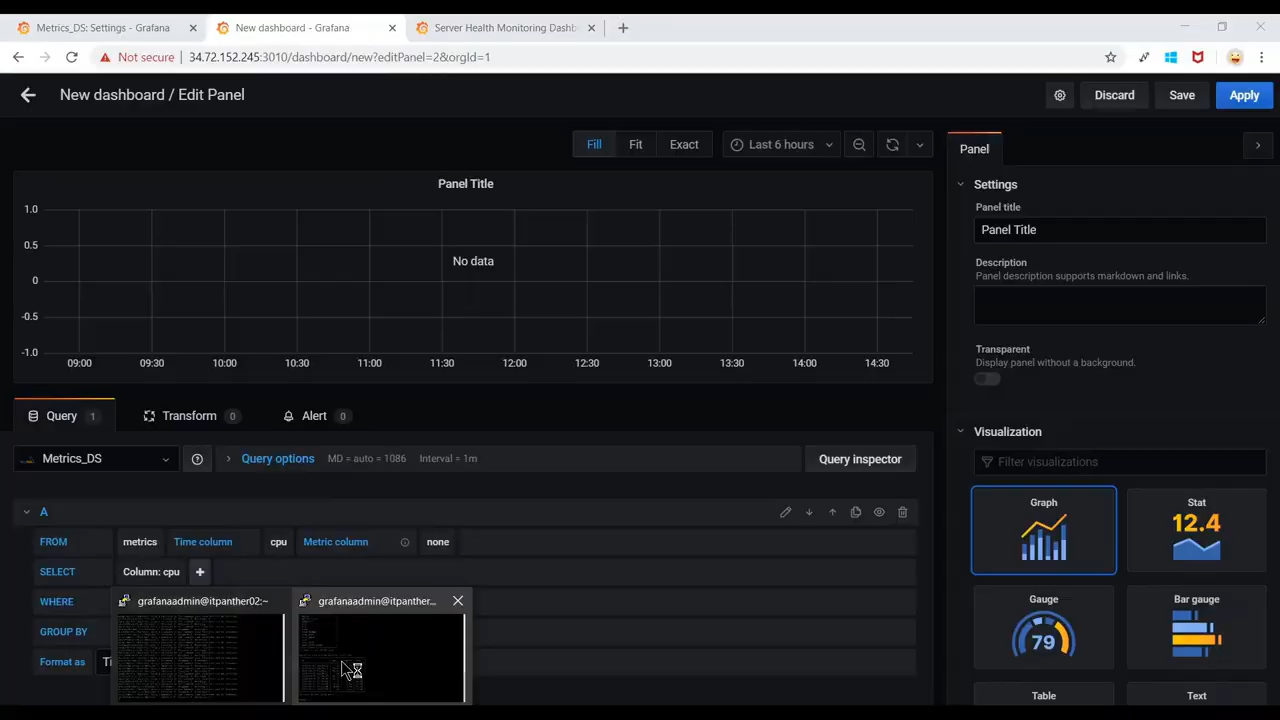 Metrics_DS: Settings - Grafana
New dashboard - Grafana
Server Health Monitoring Dashb
Not secure
34.72.152.245:3010/dashboard/new?editPanel=2&orgId=1
New dashboard / Edit Panel
Discard
Save
Apply
Fill
Fit
Exact
Last 6 hours
Panel
Panel Title
1.0
0.5
0
-0.5
-1.0
No data
09:00 09:30 10:00 10:30 11:00 11:30 12:00 12:30 13:00 13:30 14:00 14:30
Settings
Panel title
Panel Title
Description
Panel description supports markdown and links.
Transparent
Display panel without a background.
Query 1
Transform 0
Alert 0
Metrics_DS
Query options MD = auto = 1086 Interval = 1m
Query inspector
A
FROM metrics Time column cpu Metric column none
SELECT Column: cpu +
WHERE
GROUP BY
Format as
grafanaadmin@itpanther02:~
grafanaadmin@itpanther...
Visualization
Filter visualizations
Graph
Stat
12.4
Gauge
79
Bar gauge
Table
Text